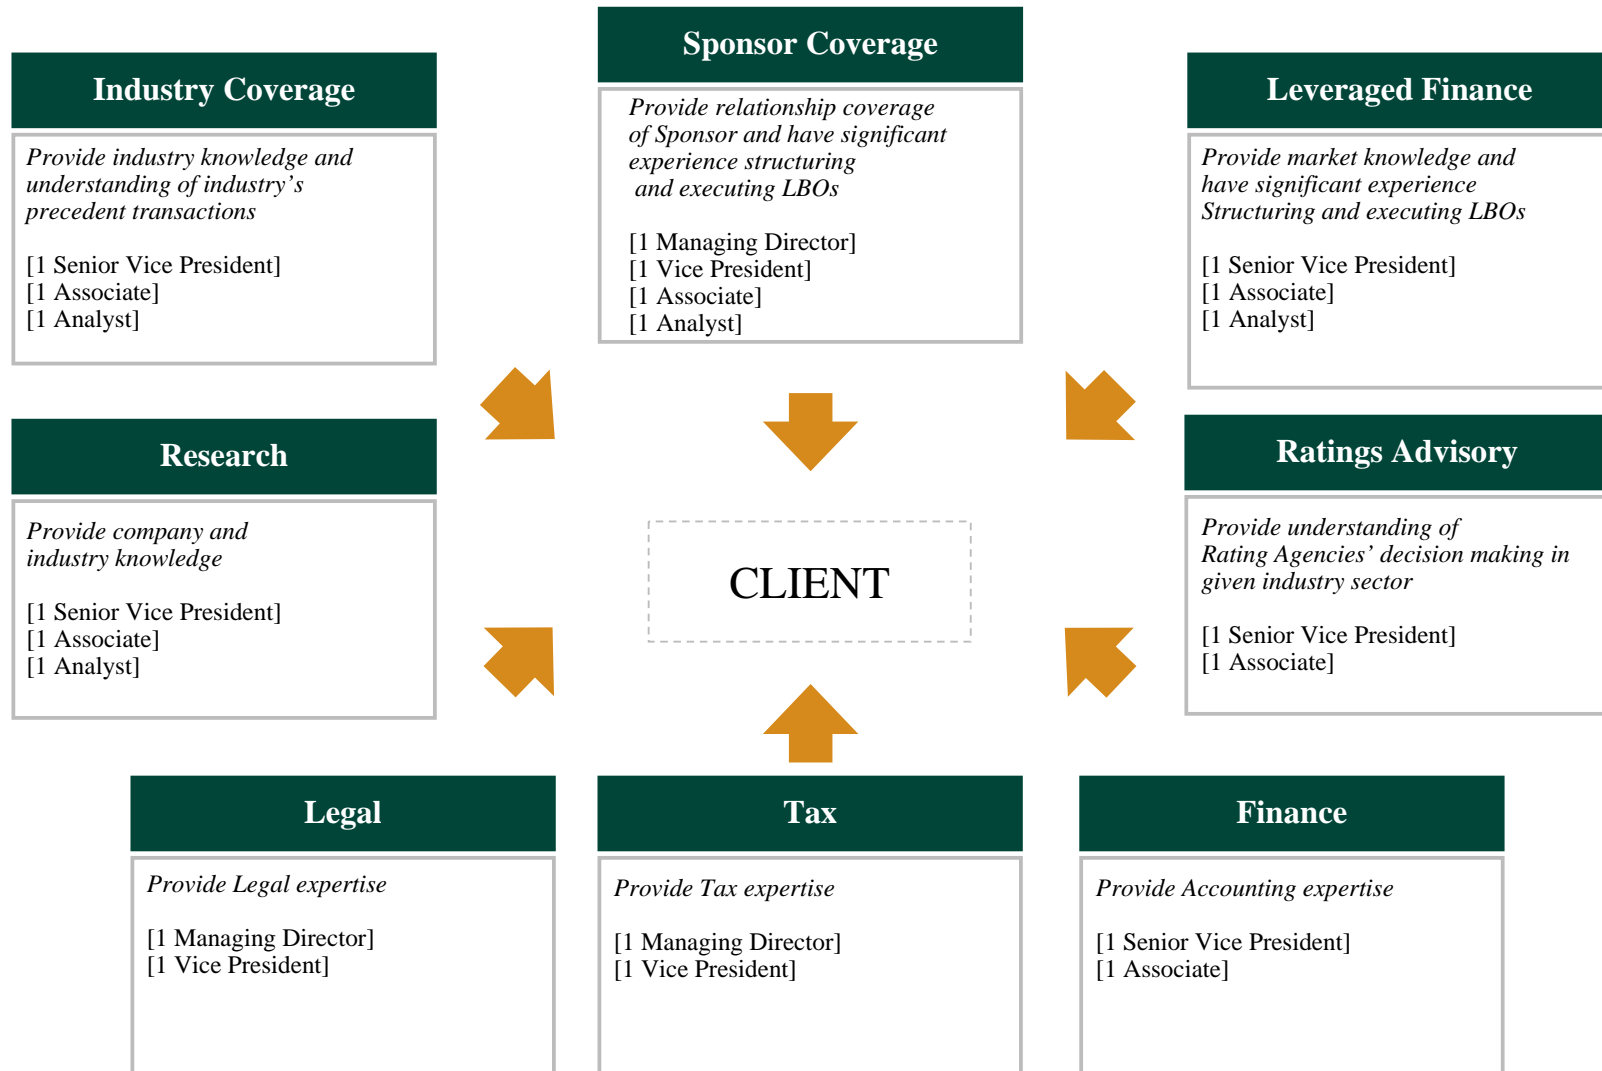 Sponsor Coverage
Provide relationship coverage
of Sponsor and have significant
experience structuring
and executing LBOs
[1 Managing Director]
[1 Vice President]
[1 Associate]
[1 Analyst]
Industry Coverage
Provide industry knowledge and
understanding of industry’s
precedent transactions
[1 Senior Vice President]
[1 Associate]
[1 Analyst]
Leveraged Finance
Provide market knowledge and
have significant experience
Structuring and executing LBOs
[1 Senior Vice President]
[1 Associate]
[1 Analyst]
Research
Provide company and
industry knowledge
[1 Senior Vice President]
[1 Associate]
[1 Analyst]
CLIENT
Ratings Advisory
Provide understanding of
Rating Agencies’ decision making in
given industry sector
[1 Senior Vice President]
[1 Associate]
Legal
Provide Legal expertise
[1 Managing Director]
[1 Vice President]
Tax
Provide Tax expertise
[1 Managing Director]
[1 Vice President]
Finance
Provide Accounting expertise
[1 Senior Vice President]
[1 Associate]